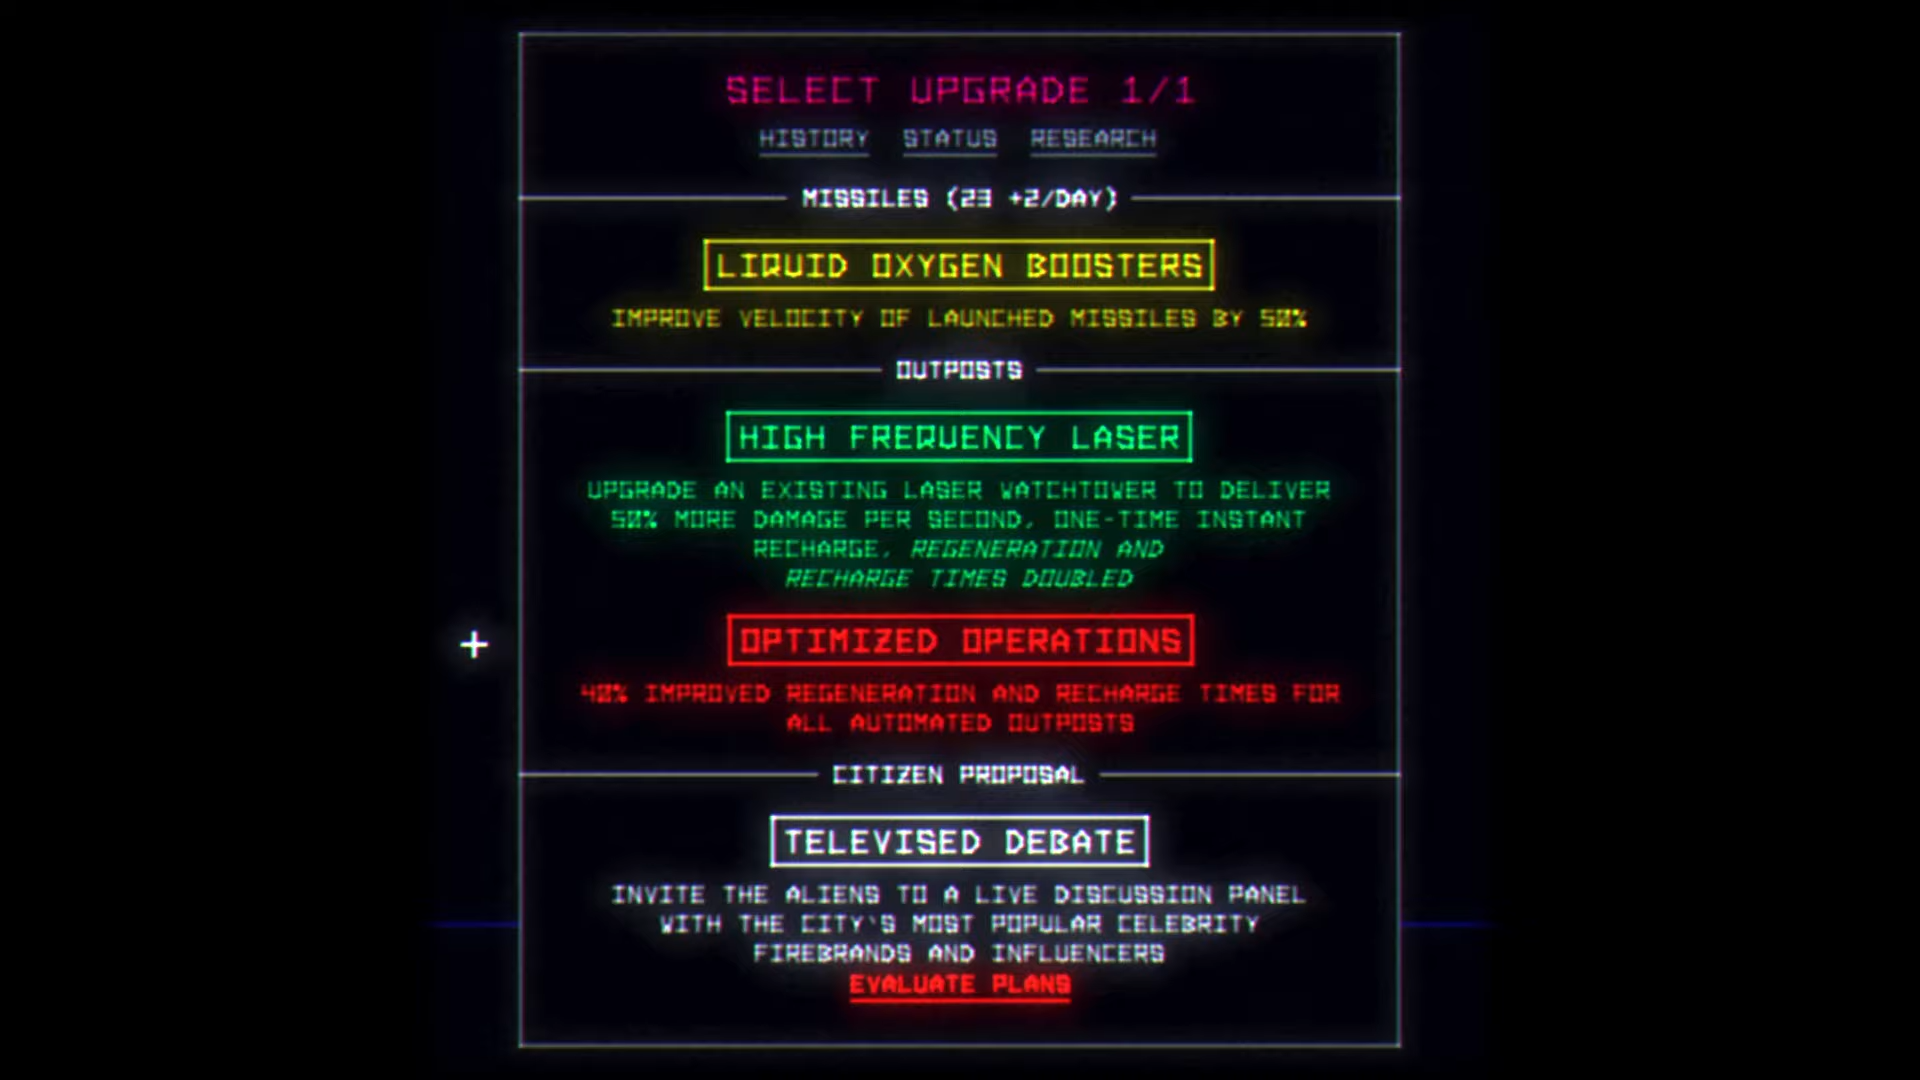 SELECT UPGRADE 1/1
HISTORY STATUS RESEARCH
MISSILES (23 +2/DAY)
LIQUID OXYGEN BOOSTERS
IMPROVE VELOCITY OF LAUNCHED MISSILES BY 50%
OUTPOSTS
HIGH FREQUENCY LASER
UPGRADE AN EXISTING LASER WATCHTOWER TO DELIVER
50% MORE DAMAGE PER SECOND, ONE-TIME INSTANT
RECHARGE, REGENERATION AND
RECHARGE TIMES DOUBLED
OPTIMIZED OPERATIONS
40% IMPROVED REGENERATION AND RECHARGE TIMES FOR
ALL AUTOMATED OUTPOSTS
CITIZEN PROPOSAL
TELEVISED DEBATE
INVITE THE ALIENS TO A LIVE DISCUSSION PANEL
WITH THE CITY'S MOST POPULAR CELEBRITY
FIREBRANDS AND INFLUENCERS
EVALUATE PLANS